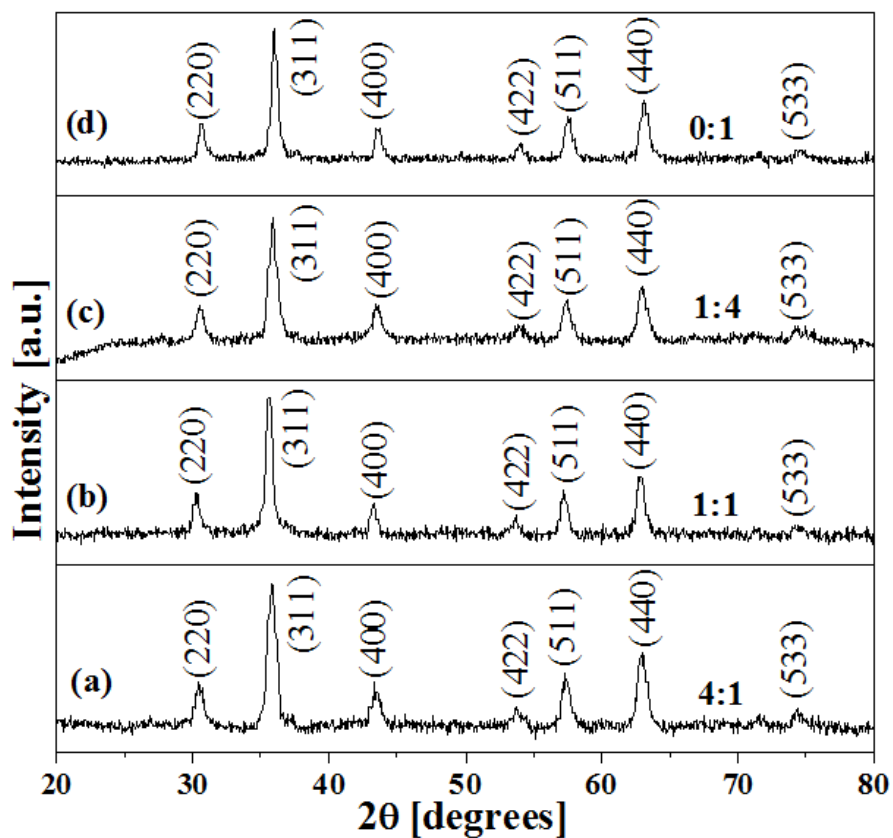 (220) (311) (400) (422) (511) (440) (533)
(d) 0:1
(220) (311) (400) (422) (511) (440) (533)
(c) 1:4
(220) (311) (400) (422) (511) (440) (533)
(b) 1:1
(220) (311) (400) (422) (511) (440) (533)
(a) 4:1
Intensity [a.u.]
20 30 40 50 60 70 80
2θ [degrees]